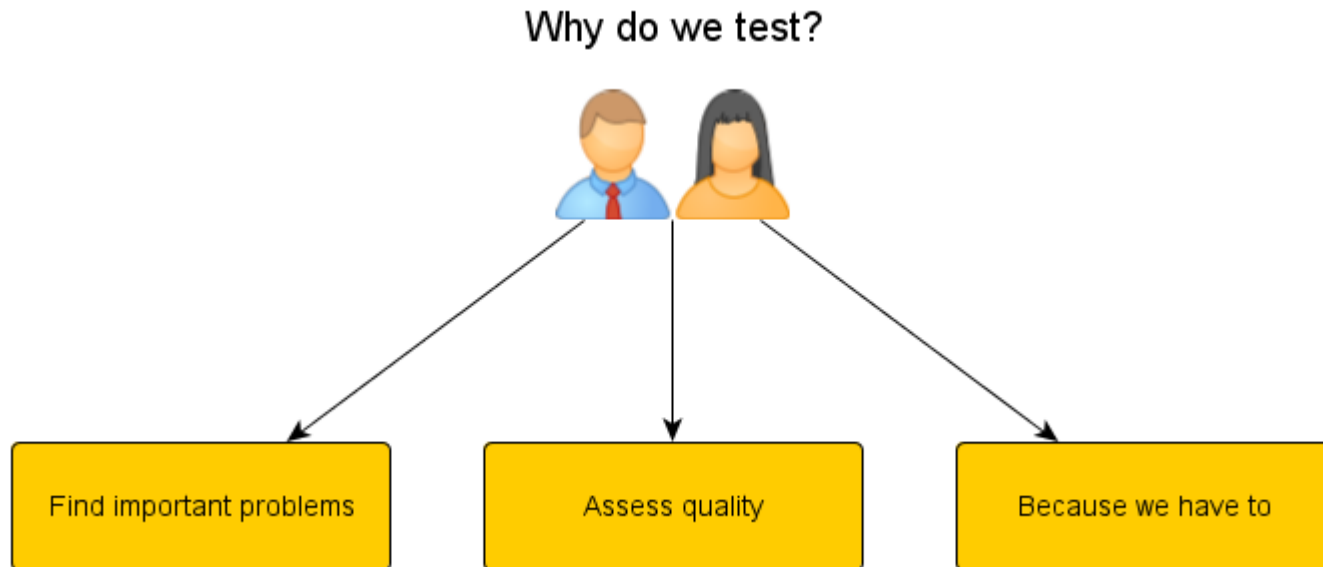 Why do we test?
Find important problems
Assess quality
Because we have to